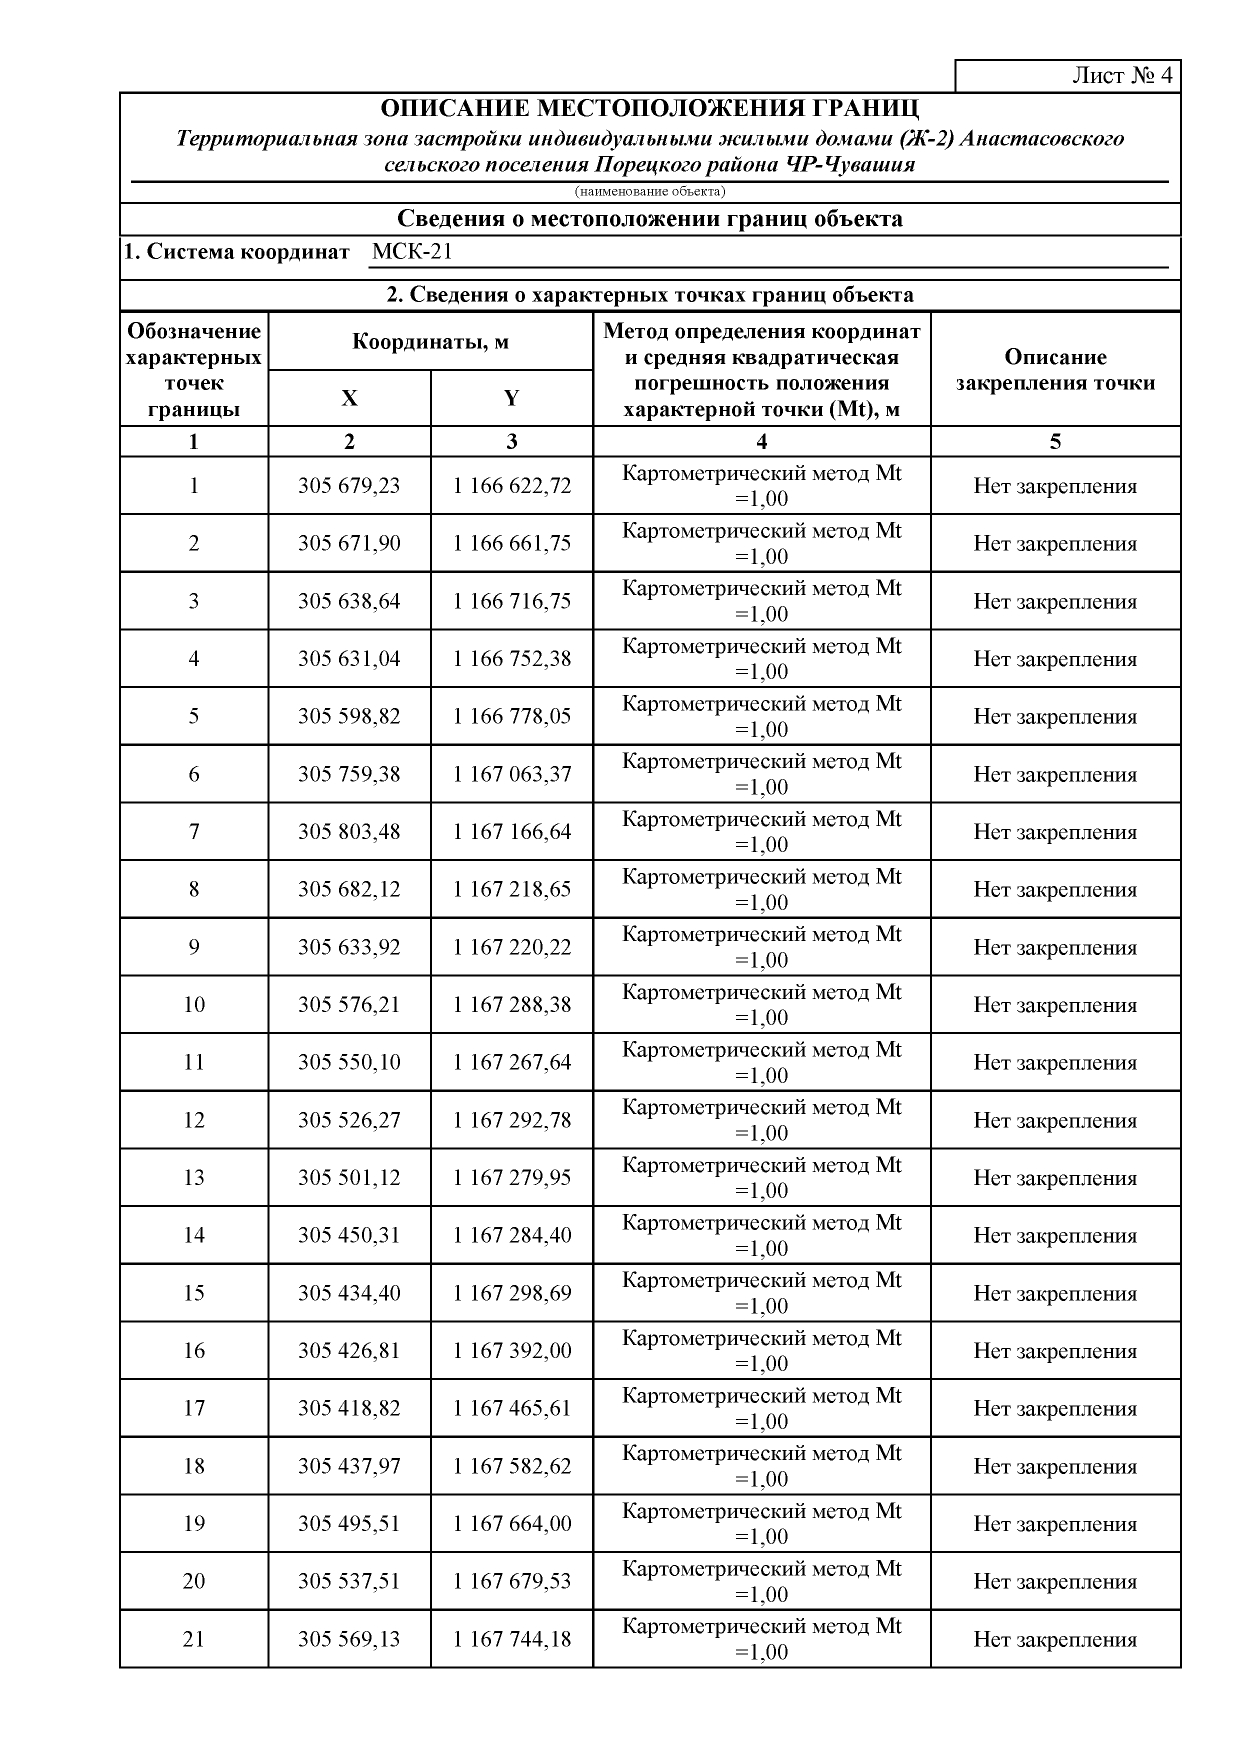 Лист № 4
ОПИСАНИЕ МЕСТОПОЛОЖЕНИЯ ГРАНИЦ
Территориальная зона застройки индивидуальными жилыми домами (Ж-2) Анастасовского
сельского поселения Порецкого района ЧР-Чувашия
(наименование объекта)
Сведения о местоположении границ объекта
1. Система координат МСК-21
2. Сведения о характерных точках границ объекта
Обозначение
характерных
точек
границы
Координаты, м
X
Y
Метод определения координат
и средняя квадратическая
погрешность положения
характерной точки (Mt), м
Описание
закрепления точки
1 2 3 4 5
1 305 679,23 1 166 622,72 Картометрический метод Mt
=1,00 Нет закрепления
2 305 671,90 1 166 661,75 Картометрический метод Mt
=1,00 Нет закрепления
3 305 638,64 1 166 716,75 Картометрический метод Mt
=1,00 Нет закрепления
4 305 631,04 1 166 752,38 Картометрический метод Mt
=1,00 Нет закрепления
5 305 598,82 1 166 778,05 Картометрический метод Mt
=1,00 Нет закрепления
6 305 759,38 1 167 063,37 Картометрический метод Mt
=1,00 Нет закрепления
7 305 803,48 1 167 166,64 Картометрический метод Mt
=1,00 Нет закрепления
8 305 682,12 1 167 218,65 Картометрический метод Mt
=1,00 Нет закрепления
9 305 633,92 1 167 220,22 Картометрический метод Mt
=1,00 Нет закрепления
10 305 576,21 1 167 288,38 Картометрический метод Mt
=1,00 Нет закрепления
11 305 550,10 1 167 267,64 Картометрический метод Mt
=1,00 Нет закрепления
12 305 526,27 1 167 292,78 Картометрический метод Mt
=1,00 Нет закрепления
13 305 501,12 1 167 279,95 Картометрический метод Mt
=1,00 Нет закрепления
14 305 450,31 1 167 284,40 Картометрический метод Mt
=1,00 Нет закрепления
15 305 434,40 1 167 298,69 Картометрический метод Mt
=1,00 Нет закрепления
16 305 426,81 1 167 392,00 Картометрический метод Mt
=1,00 Нет закрепления
17 305 418,82 1 167 465,61 Картометрический метод Mt
=1,00 Нет закрепления
18 305 437,97 1 167 582,62 Картометрический метод Mt
=1,00 Нет закрепления
19 305 495,51 1 167 664,00 Картометрический метод Mt
=1,00 Нет закрепления
20 305 537,51 1 167 679,53 Картометрический метод Mt
=1,00 Нет закрепления
21 305 569,13 1 167 744,18 Картометрический метод Mt
=1,00 Нет закрепления